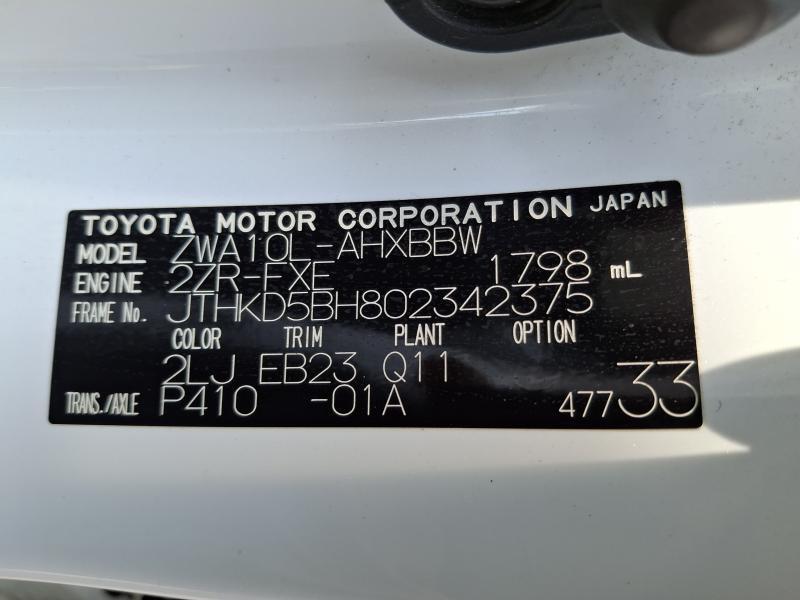 TOYOTA MOTOR CORPORATION JAPAN
MODEL ZWA10L-AHXBBW
ENGINE 2ZR-FXE 1798 mL
FRAME No. JTHKD5BH802342375
COLOR TRIM PLANT OPTION
2LJ EB23 Q11
TRANS./AXLE P410 -01A 47733